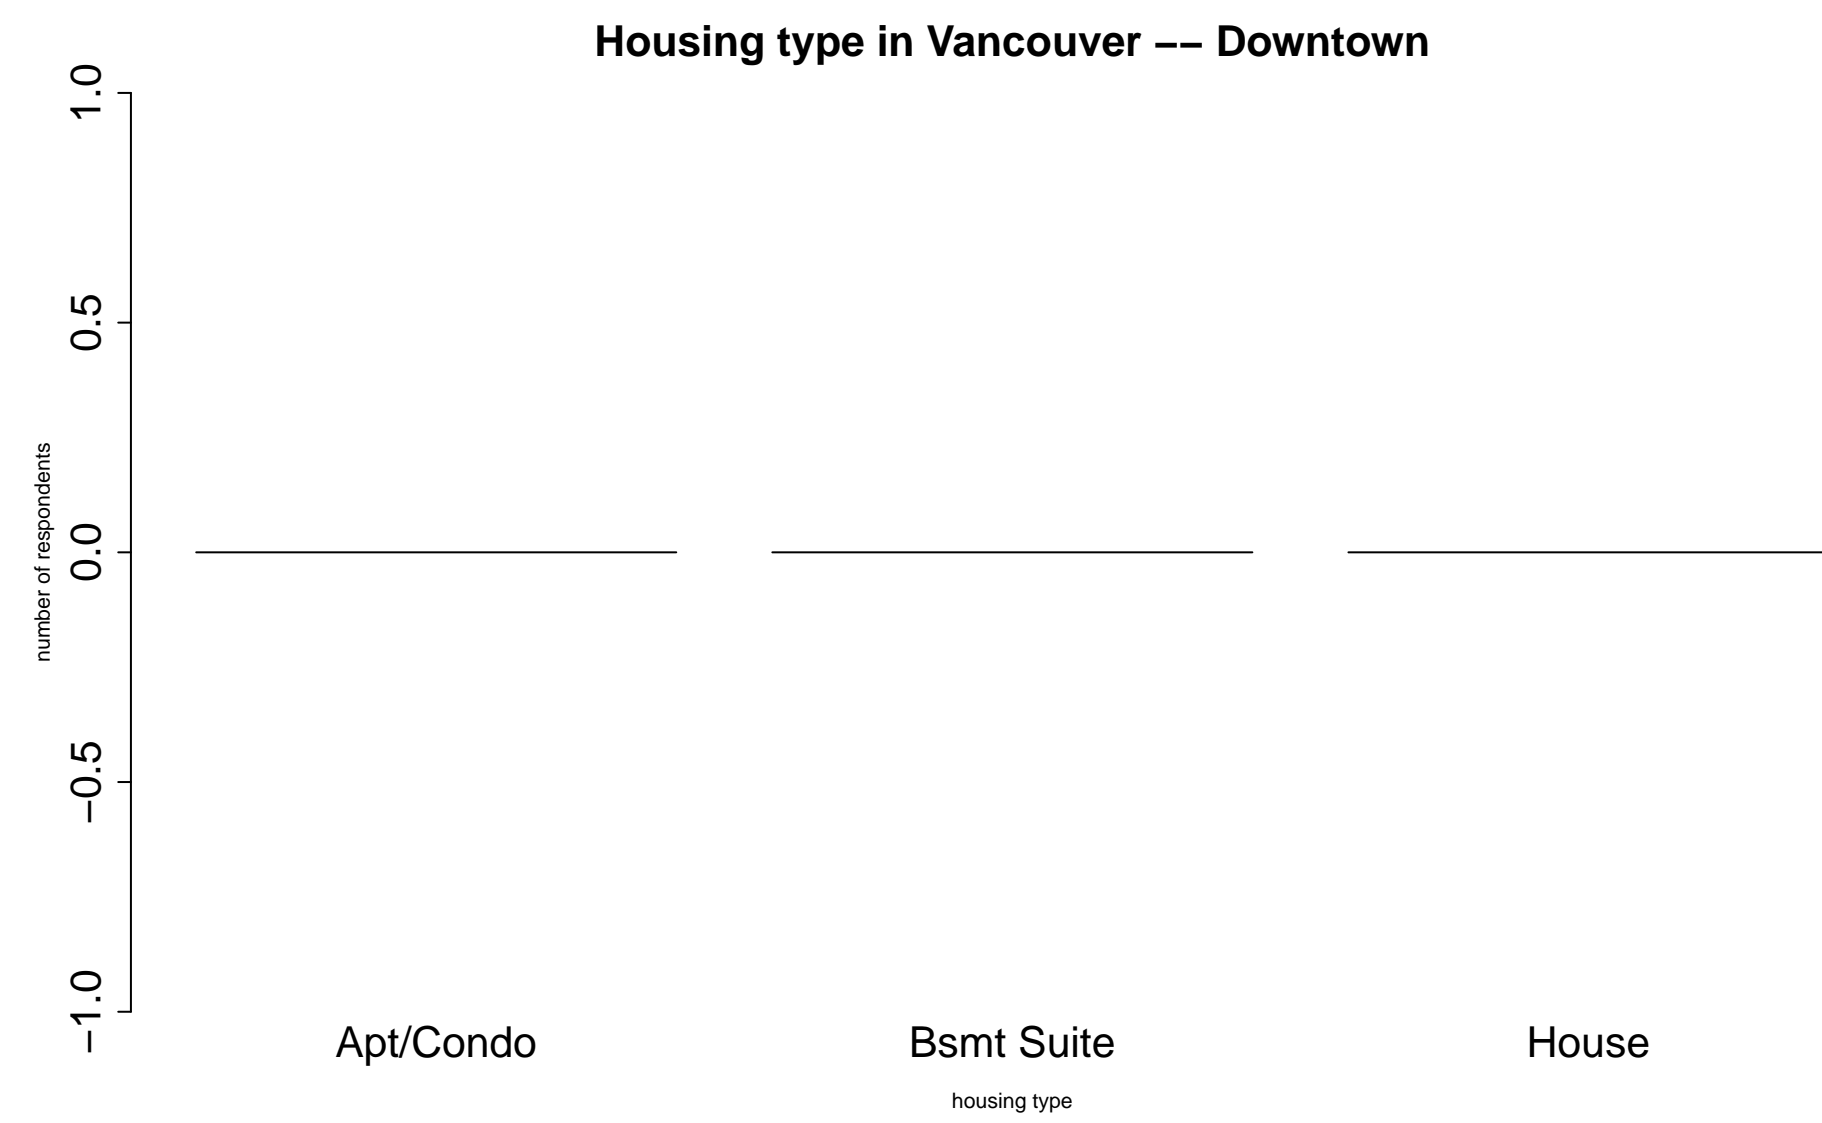 Housing type in Vancouver −− Downtown
1.0
0.5
0.0
−0.5
−1.0
number of respondents
Apt/Condo
Bsmt Suite
House
housing type